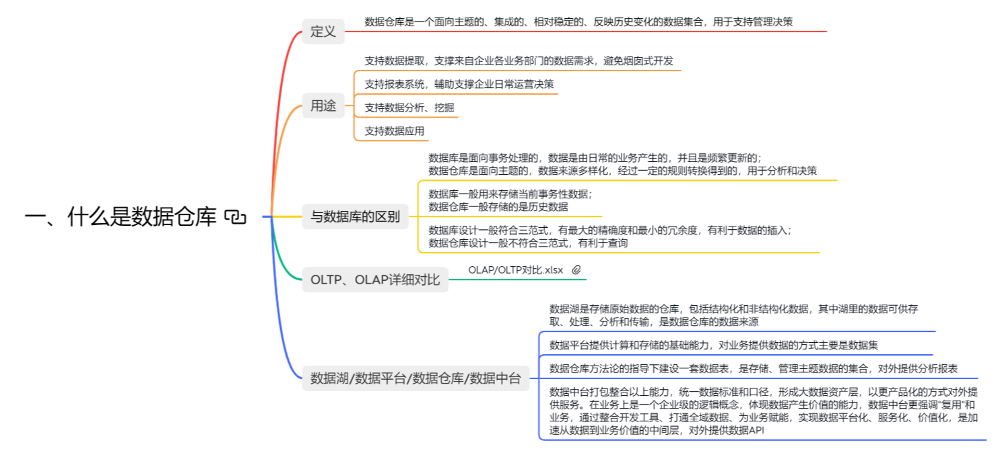 一、什么是数据仓库
定义
数据仓库是一个面向主题的、集成的、相对稳定的、反映历史变化的数据集合，用于支持管理决策
用途
支持数据提取，支撑来自企业各业务部门的数据需求，避免烟囱式开发
支持报表系统，辅助支撑企业日常运营决策
支持数据分析、挖掘
支持数据应用
与数据库的区别
数据库是面向事务处理的，数据是由日常的业务产生的，并且是频繁更新的；
数据仓库是面向主题的，数据来源多样化，经过一定的规则转换得到的，用于分析和决策
数据库一般用来存储当前事务性数据；
数据仓库一般存储的是历史数据
数据库设计一般符合三范式，有最大的精确度和最小的冗余度，有利于数据的插入；
数据仓库设计一般不符合三范式，有利于查询
OLTP、OLAP详细对比
OLAP/OLTP对比.xlsx
数据湖/数据平台/数据仓库/数据中台
数据湖是存储原始数据的仓库，包括结构化和非结构化数据，其中湖里的数据可供存
取、处理、分析和传输，是数据仓库的数据来源
数据平台提供计算和存储的基础能力，对业务提供数据的方式主要是数据集
数据仓库方法论的指导下建设一套数据表，是存储、管理主题数据的集合，对外提供分析报表
数据中台打包整合以上能力，统一数据标准和口径，形成大数据资产层，以更产品化的方式对外提
供服务。在业务上是一个企业级的逻辑概念，体现数据产生价值的能力，数据中台更强调"复用"和
业务，通过整合开发工具、打通全域数据、为业务赋能，实现数据平台化、服务化、价值化，是加
速从数据到业务价值的中间层，对外提供数据API